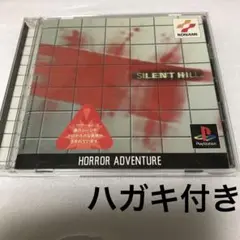 KONAMI
SILENT HILL
PlayStation
HORROR ADVENTURE
ハガキ付き